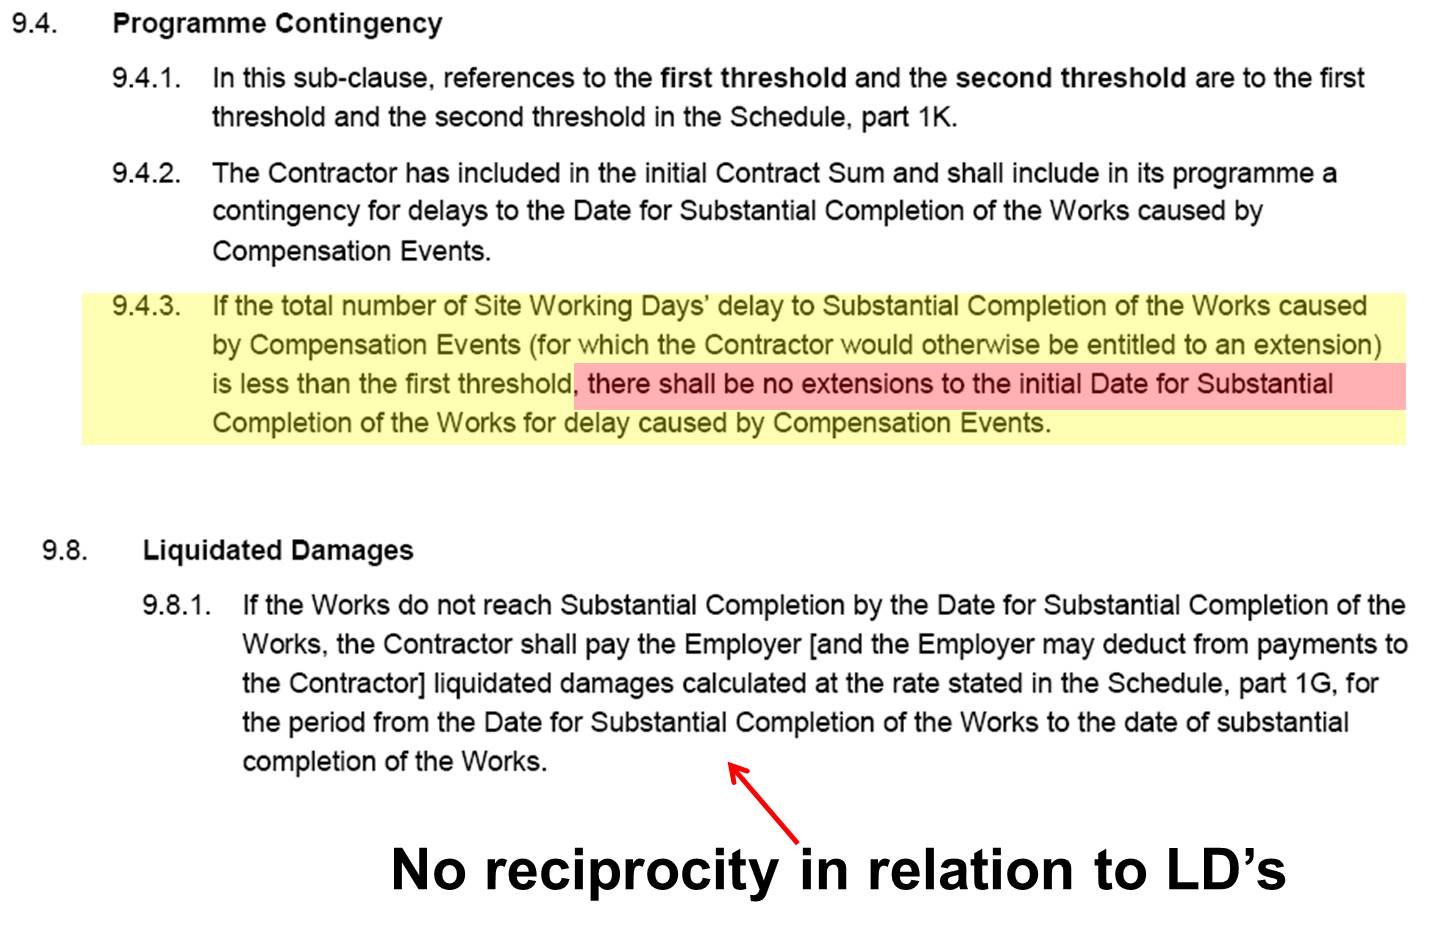 9.4. Programme Contingency
9.4.1. In this sub-clause, references to the first threshold and the second threshold are to the first
threshold and the second threshold in the Schedule, part 1K.
9.4.2. The Contractor has included in the initial Contract Sum and shall include in its programme a
contingency for delays to the Date for Substantial Completion of the Works caused by
Compensation Events.
9.4.3. If the total number of Site Working Days’ delay to Substantial Completion of the Works caused
by Compensation Events (for which the Contractor would otherwise be entitled to an extension)
is less than the first threshold, there shall be no extensions to the initial Date for Substantial
Completion of the Works for delay caused by Compensation Events.
9.8. Liquidated Damages
9.8.1. If the Works do not reach Substantial Completion by the Date for Substantial Completion of the
Works, the Contractor shall pay the Employer [and the Employer may deduct from payments to
the Contractor] liquidated damages calculated at the rate stated in the Schedule, part 1G, for
the period from the Date for Substantial Completion of the Works to the date of substantial
completion of the Works.
No reciprocity in relation to LD’s